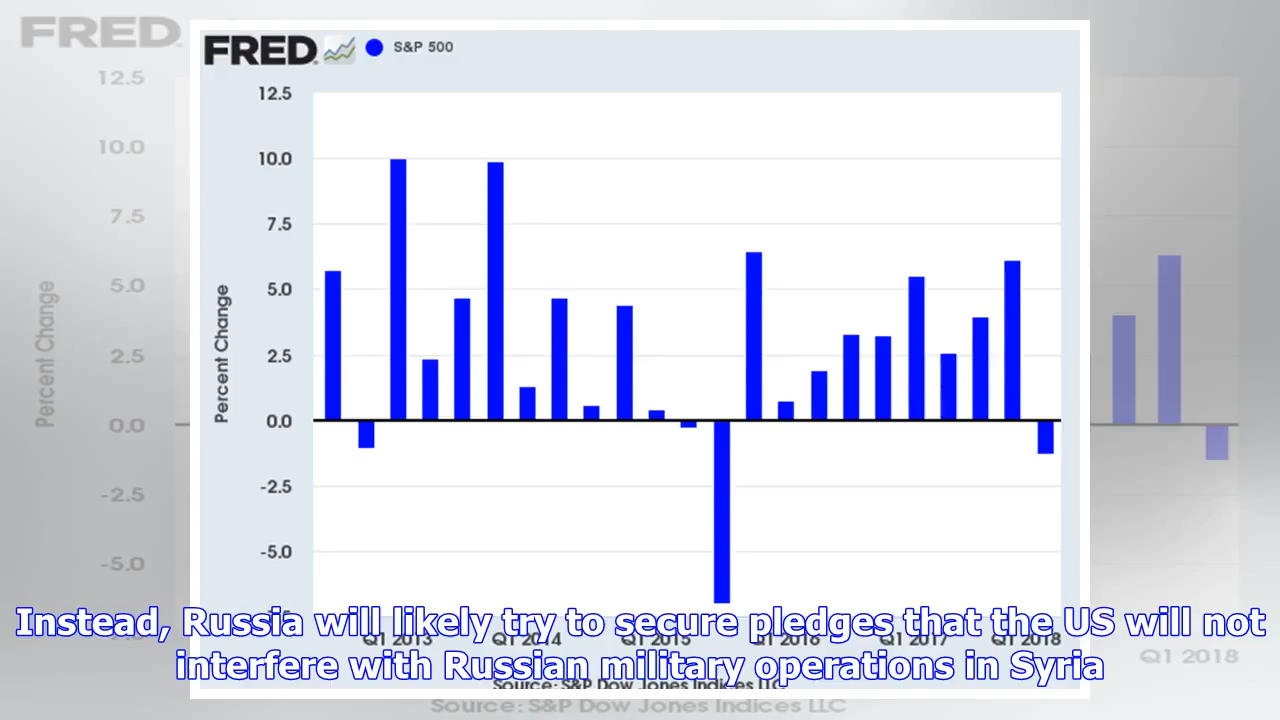 FRED
FRED
S&P 500
12.5
10.0
7.5
5.0
2.5
0.0
-2.5
-5.0
Percent Change
12.5
10.0
7.5
5.0
2.5
0.0
-2.5
-5.0
Percent Change
Instead, Russia will likely try to secure pledges that the US will not
Q1 2013 Q1 2014 Q1 2015 Q1 2016 Q1 2017 Q1 2018
Q1 2018
interfere with Russian military operations in Syria
Source: S&P Dow Jones Indices LLC
Source: S&P Dow Jones Indices LLC